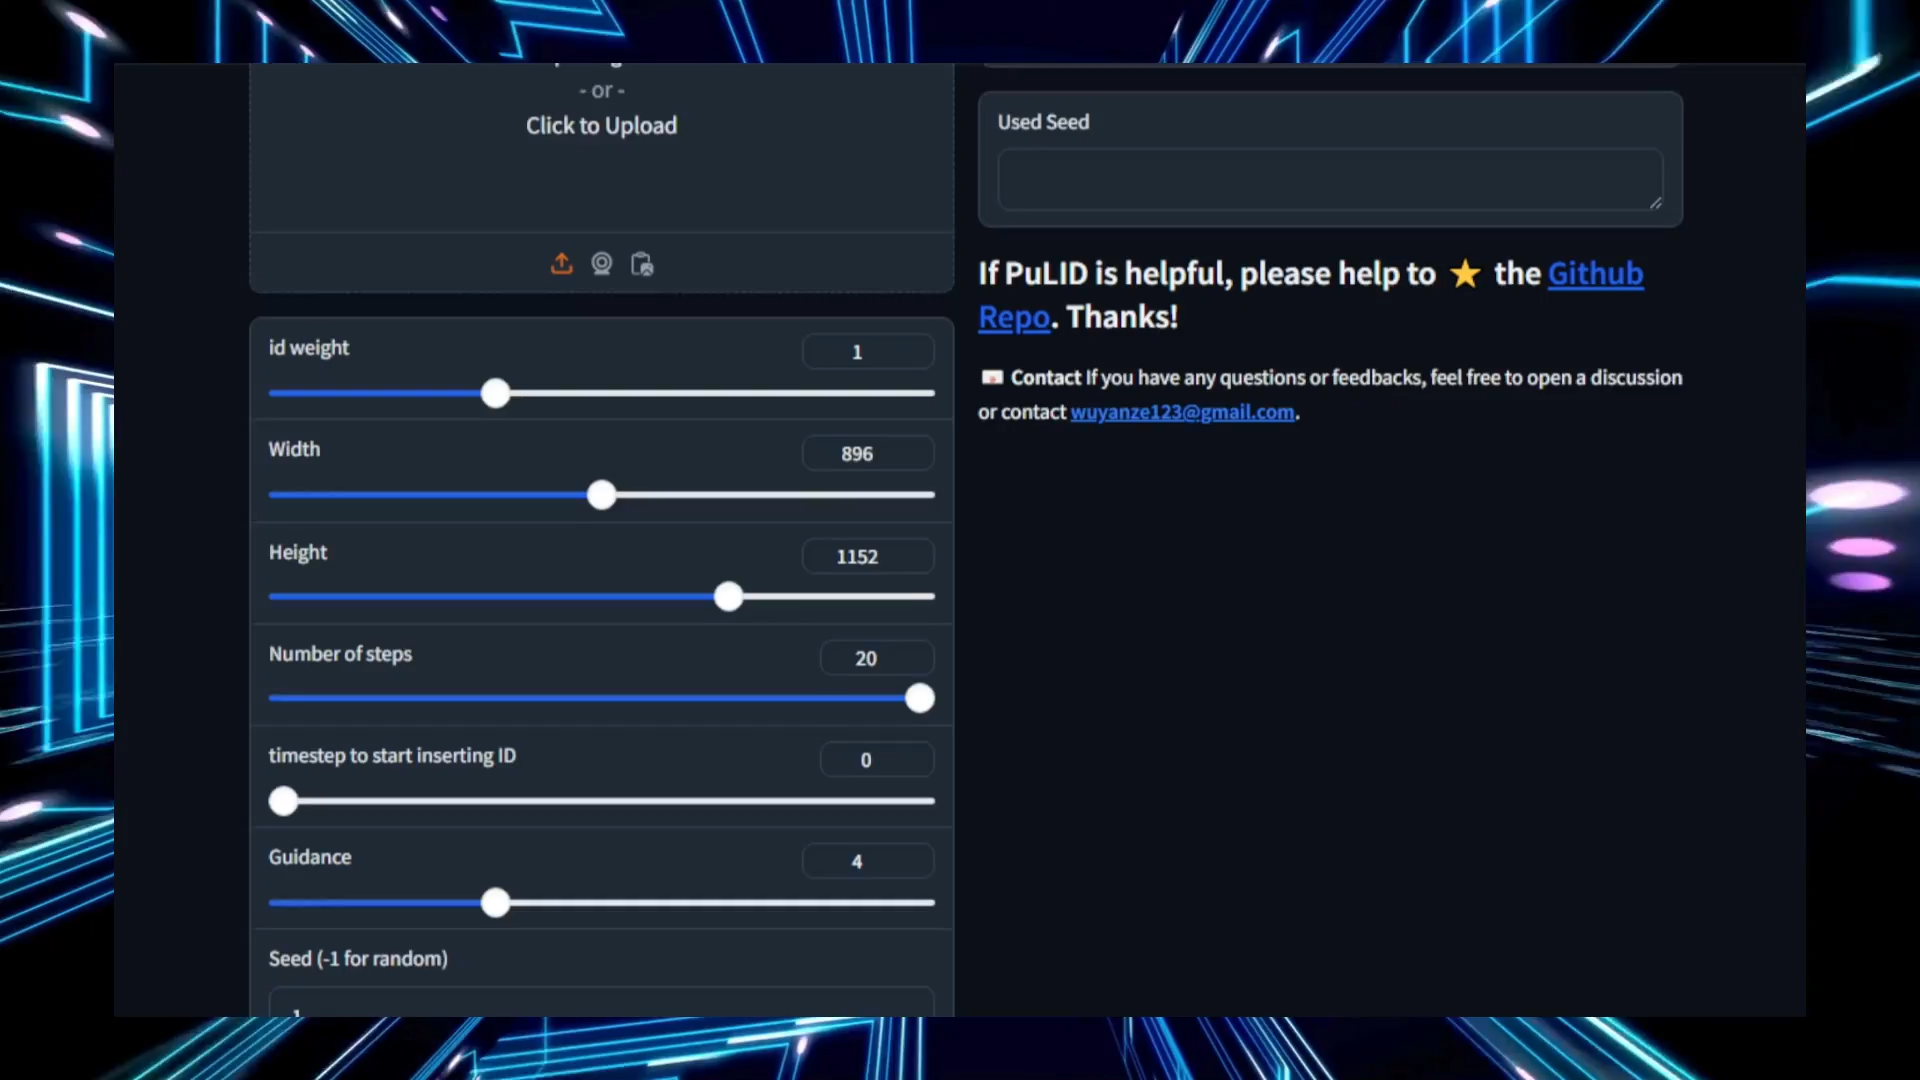 - or -
Click to Upload
id weight
1
Width
896
Height
1152
Number of steps
20
timestep to start inserting ID
0
Guidance
4
Seed (-1 for random)
Used Seed
If PuLID is helpful, please help to ⭐ the Github
Repo. Thanks!
Contact If you have any questions or feedbacks, feel free to open a discussion
or contact wuyanze123@gmail.com.